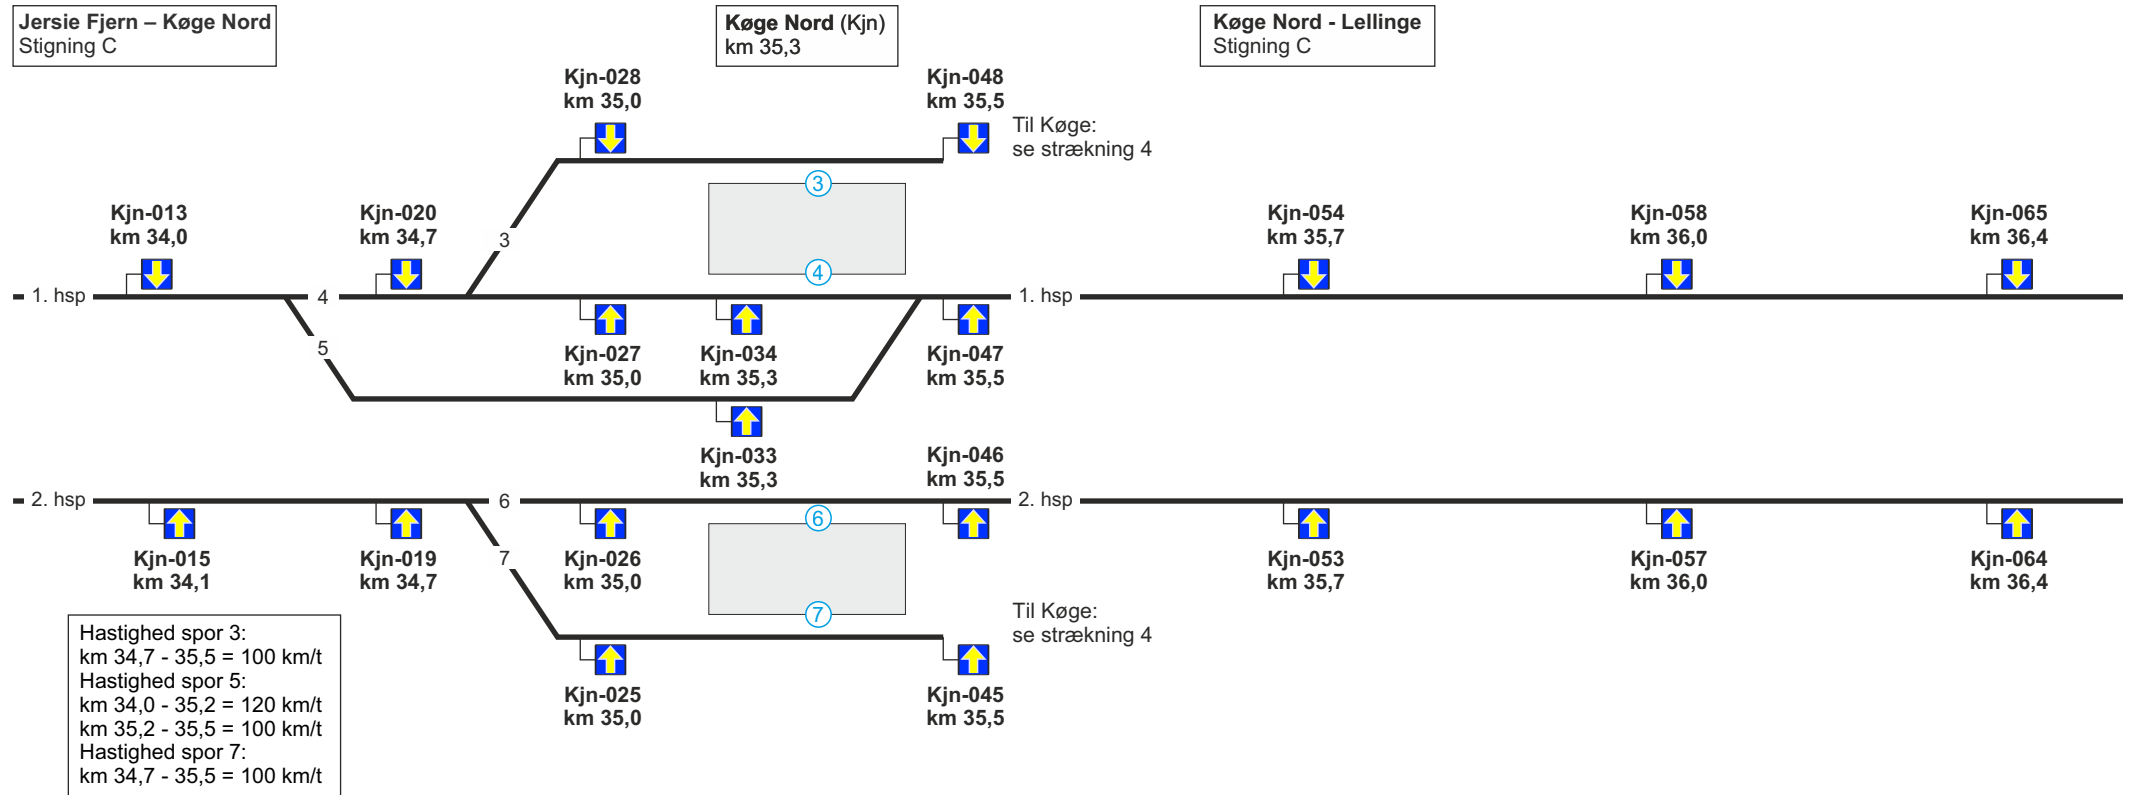 Jersie Fjern – Køge Nord
Stigning C
Køge Nord (Kjn)
km 35,3
Køge Nord - Lellinge
Stigning C
Kjn-028
km 35,0
Kjn-048
km 35,5
Til Køge:
se strækning 4
3
Kjn-013
km 34,0
Kjn-020
km 34,7
3
Kjn-054
km 35,7
Kjn-058
km 36,0
Kjn-065
km 36,4
4
1. hsp
4
1. hsp
5
Kjn-027
km 35,0
Kjn-034
km 35,3
Kjn-047
km 35,5
Kjn-033
km 35,3
Kjn-046
km 35,5
2. hsp
6
2. hsp
6
Kjn-015
km 34,1
Kjn-019
km 34,7
7
Kjn-026
km 35,0
Kjn-053
km 35,7
Kjn-057
km 36,0
Kjn-064
km 36,4
7
Til Køge:
se strækning 4
Kjn-025
km 35,0
Kjn-045
km 35,5
Hastighed spor 3:
km 34,7 - 35,5 = 100 km/t
Hastighed spor 5:
km 34,0 - 35,2 = 120 km/t
km 35,2 - 35,5 = 100 km/t
Hastighed spor 7:
km 34,7 - 35,5 = 100 km/t